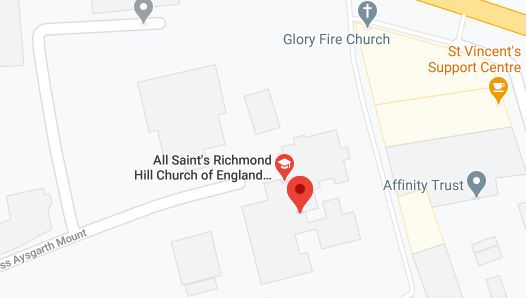 Glory Fire Church
St Vincent's
Support Centre
All Saint's Richmond
Hill Church of England...
Affinity Trust
ss Aysgarth Mount